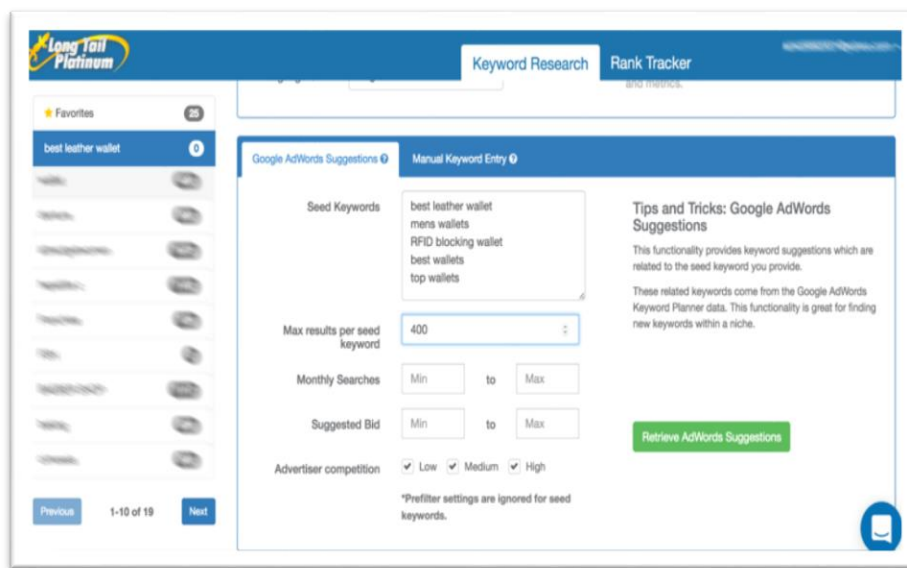 Long Tail
Platinum
Keyword Research
Rank Tracker
and metrics.
Favorites 25
best leather wallet 0
Google AdWords Suggestions
Manual Keyword Entry
Seed Keywords
best leather wallet
mens wallets
RFID blocking wallet
best wallets
top wallets
Max results per seed
keyword
400
Monthly Searches Min to Max
Suggested Bid Min to Max
Advertiser competition Low Medium High
*Prefilter settings are ignored for seed
keywords.
Tips and Tricks: Google AdWords
Suggestions
This functionality provides keyword suggestions which are
related to the seed keyword you provide.
These related keywords come from the Google AdWords
Keyword Planner data. This functionality is great for finding
new keywords within a niche.
Retrieve AdWords Suggestions
Previous 1-10 of 19 Next